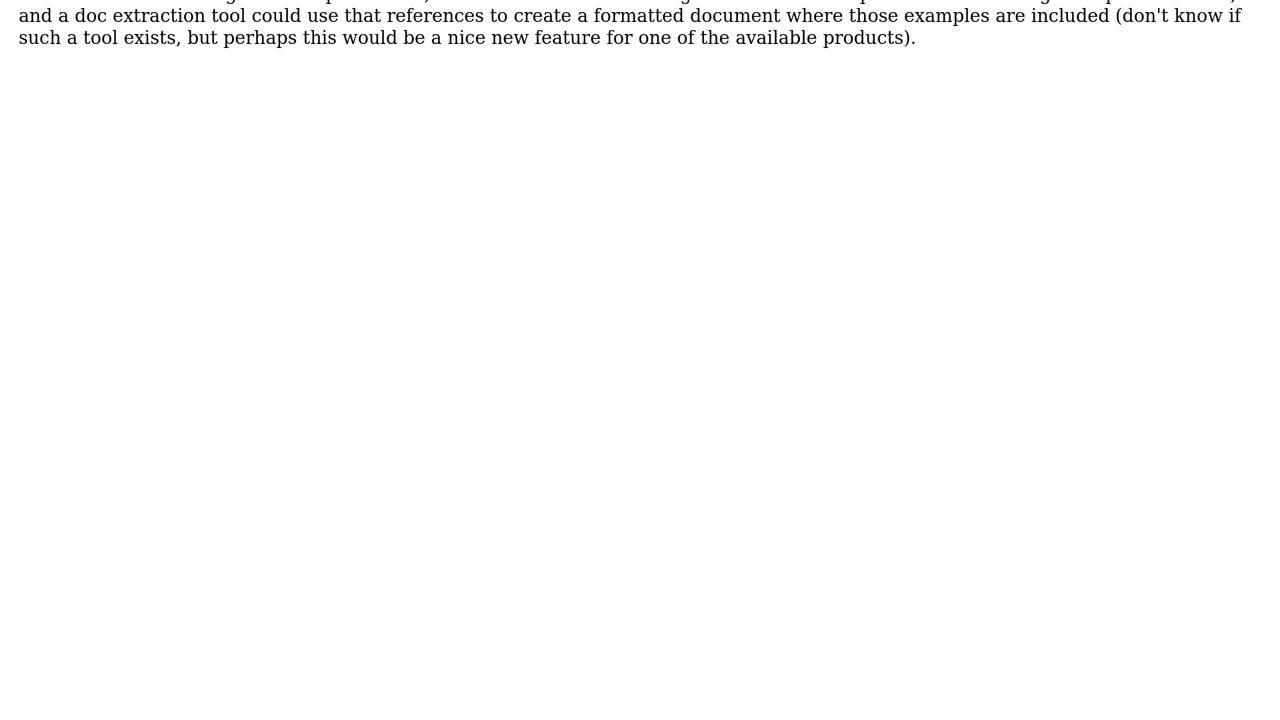 and a doc extraction tool could use that references to create a formatted document where those examples are included (don't know if
such a tool exists, but perhaps this would be a nice new feature for one of the available products).